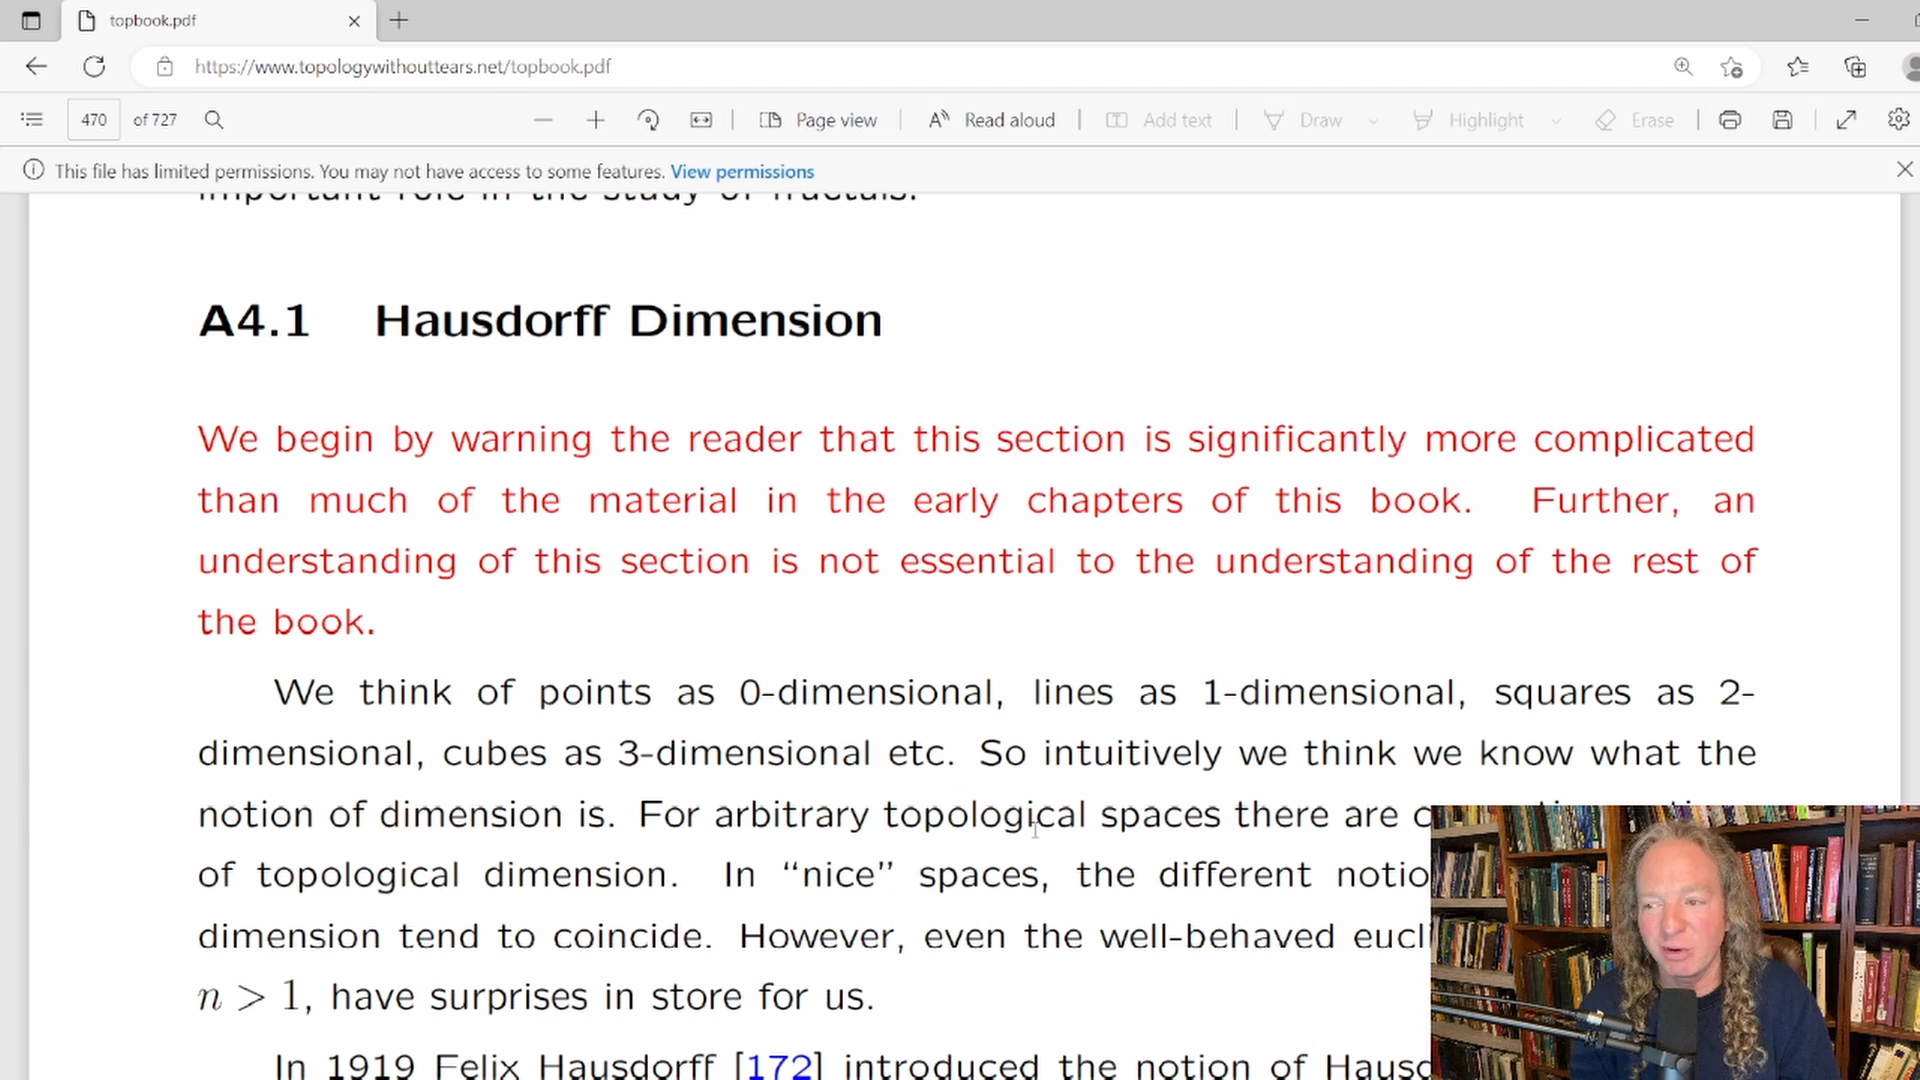 topbook.pdf
https://www.topologywithouttears.net/topbook.pdf
470 of 727 Page view Read aloud Add text Draw Highlight Erase
This file has limited permissions. You may not have access to some features. View permissions
important role in the study of fractals.
A4.1 Hausdorff Dimension
We begin by warning the reader that this section is significantly more complicated
than much of the material in the early chapters of this book. Further, an
understanding of this section is not essential to the understanding of the rest of
the book.
We think of points as 0-dimensional, lines as 1-dimensional, squares as 2-
dimensional, cubes as 3-dimensional etc. So intuitively we think we know what the
notion of dimension is. For arbitrary topological spaces there are
of topological dimension. In “nice” spaces, the different
dimension tend to coincide. However, even the well-behaved
n > 1, have surprises in store for us.
In 1919 Felix Hausdorff [172] introduced the notion of